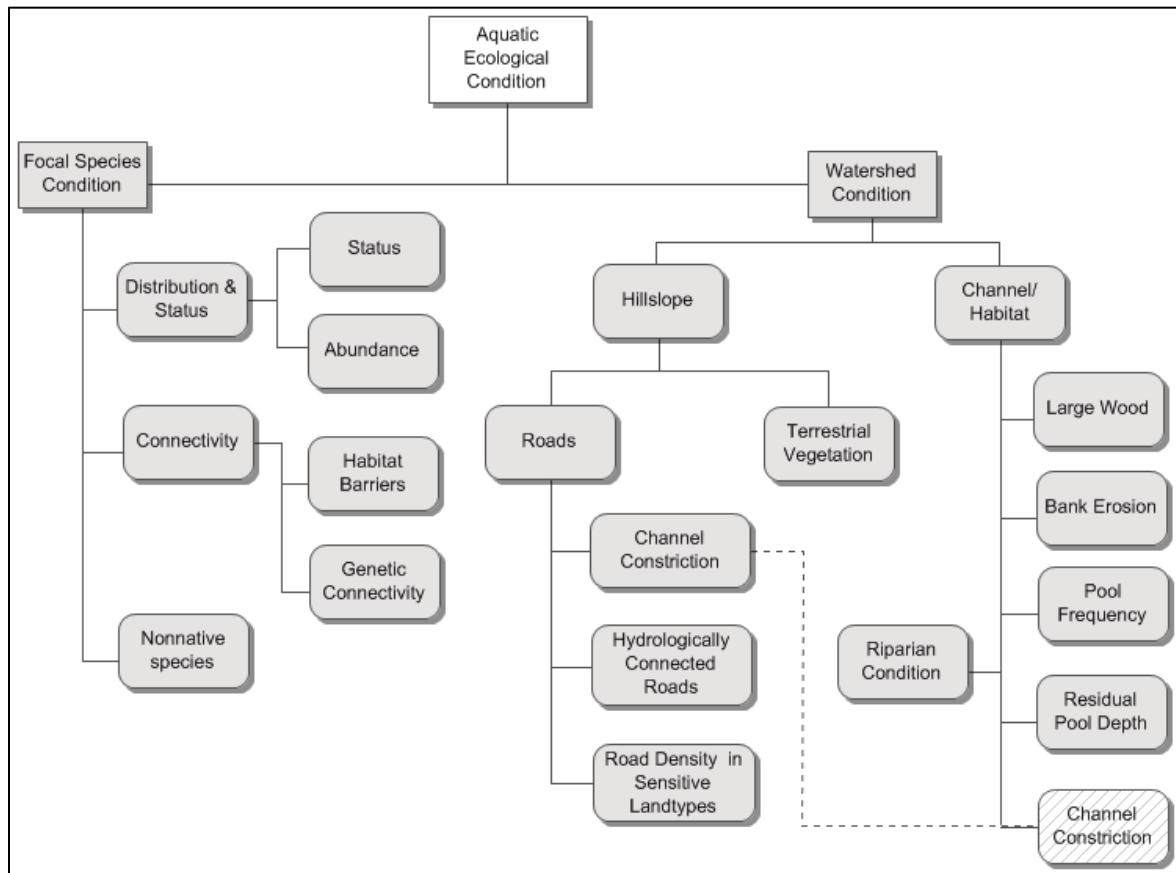 Aquatic
Ecological
Condition
Focal Species
Condition
Watershed
Condition
Distribution &
Status
Status
Abundance
Connectivity
Habitat
Barriers
Genetic
Connectivity
Nonnative
species
Hillslope
Roads
Terrestrial
Vegetation
Channel
Constriction
Hydrologically
Connected
Roads
Road Density in
Sensitive
Landtypes
Channel/
Habitat
Large Wood
Bank Erosion
Pool
Frequency
Riparian
Condition
Residual
Pool Depth
Channel
Constriction